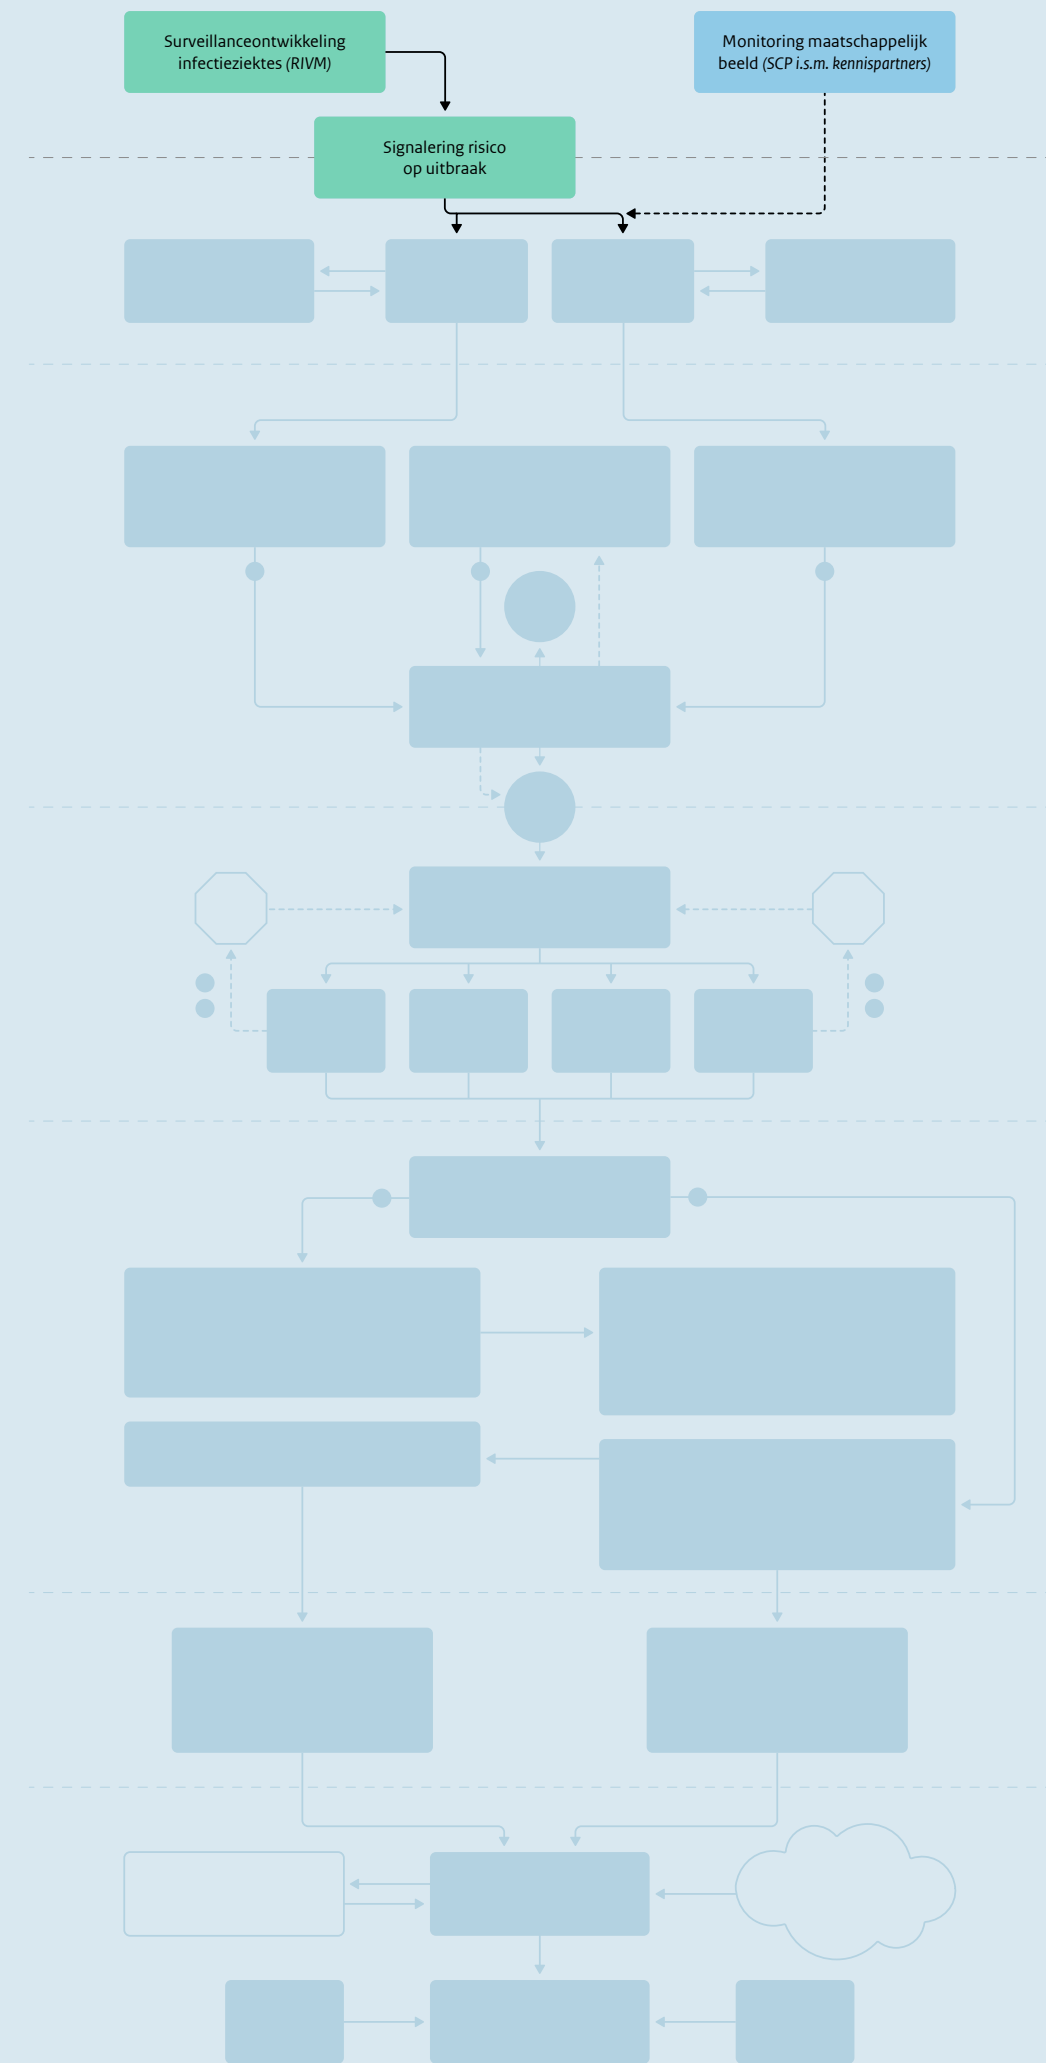 Surveillanceontwikkeling
infectieziektes (RIVM)
Monitoring maatschappelijk
beeld (SCP i.s.m. kennispartners)
Signalering risico
op uitbraak